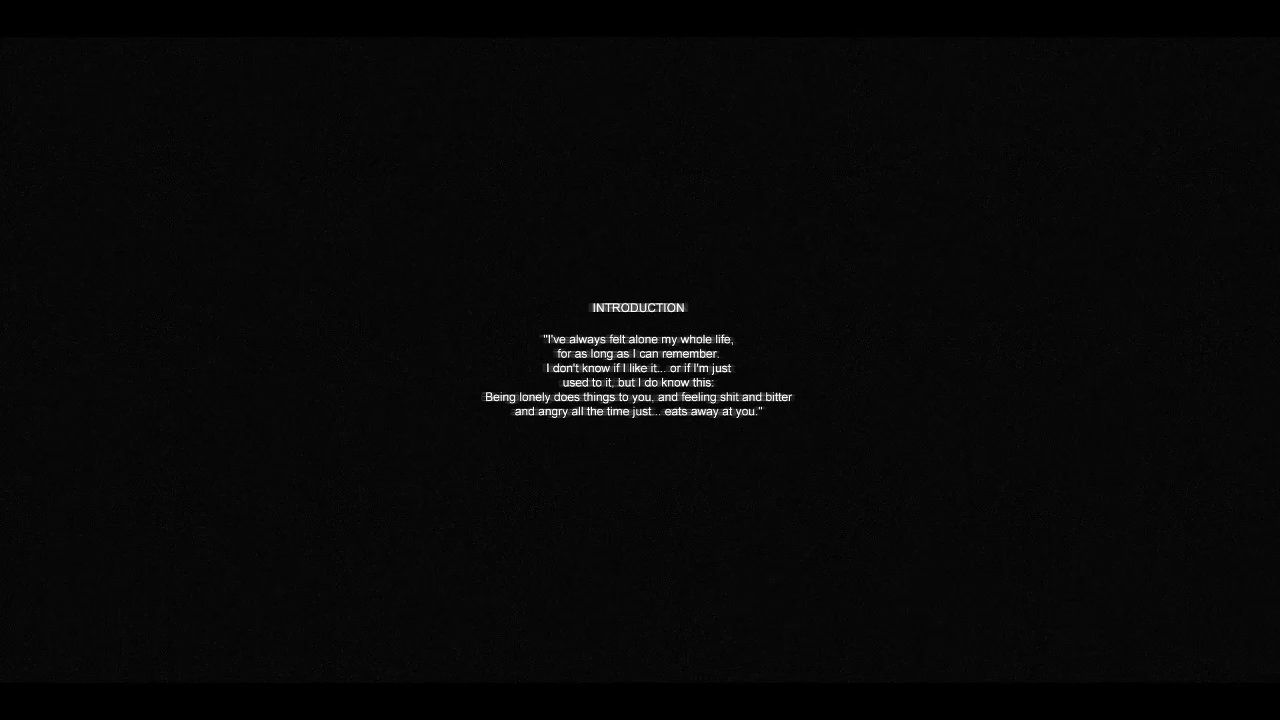 INTRODUCTION
"I've always felt alone my whole life,
for as long as I can remember.
I don't know if I like it... or if I'm just
used to it, but I do know this:
Being lonely does things to you, and feeling shit and bitter
and angry all the time just... eats away at you."